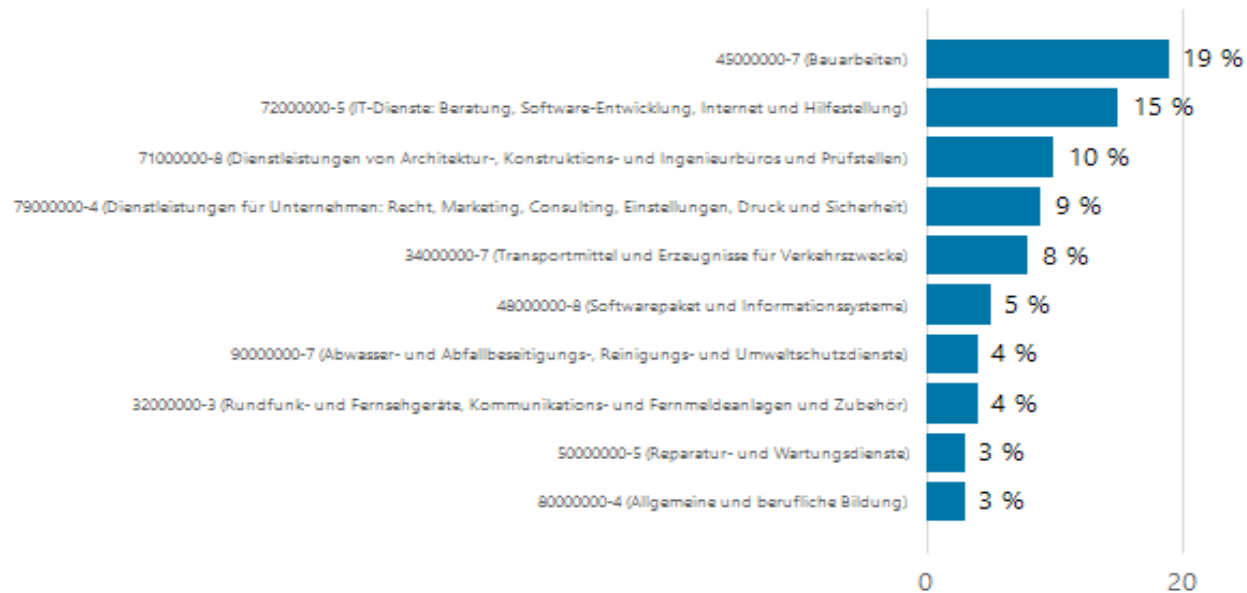 45000000-7 (Bauarbeiten) 19 %
72000000-5 (IT-Dienste: Beratung, Software-Entwicklung, Internet und Hilfestellung) 15 %
71000000-8 (Dienstleistungen von Architektur-, Konstruktions- und Ingenieurbüros und Prüfstellen) 10 %
79000000-4 (Dienstleistungen für Unternehmen: Recht, Marketing, Consulting, Einstellungen, Druck und Sicherheit) 9 %
34000000-7 (Transportmittel und Erzeugnisse für Verkehrszwecke) 8 %
48000000-8 (Softwarepaket und Informationssysteme) 5 %
90000000-7 (Abwasser- und Abfallbeseitigungs-, Reinigungs- und Umweltschutzdienste) 4 %
32000000-3 (Rundfunk- und Fernsehgeräte, Kommunikations- und Fernmeldeanlagen und Zubehör) 4 %
50000000-5 (Reparatur- und Wartungsdienste) 3 %
80000000-4 (Allgemeine und berufliche Bildung) 3 %
0 20